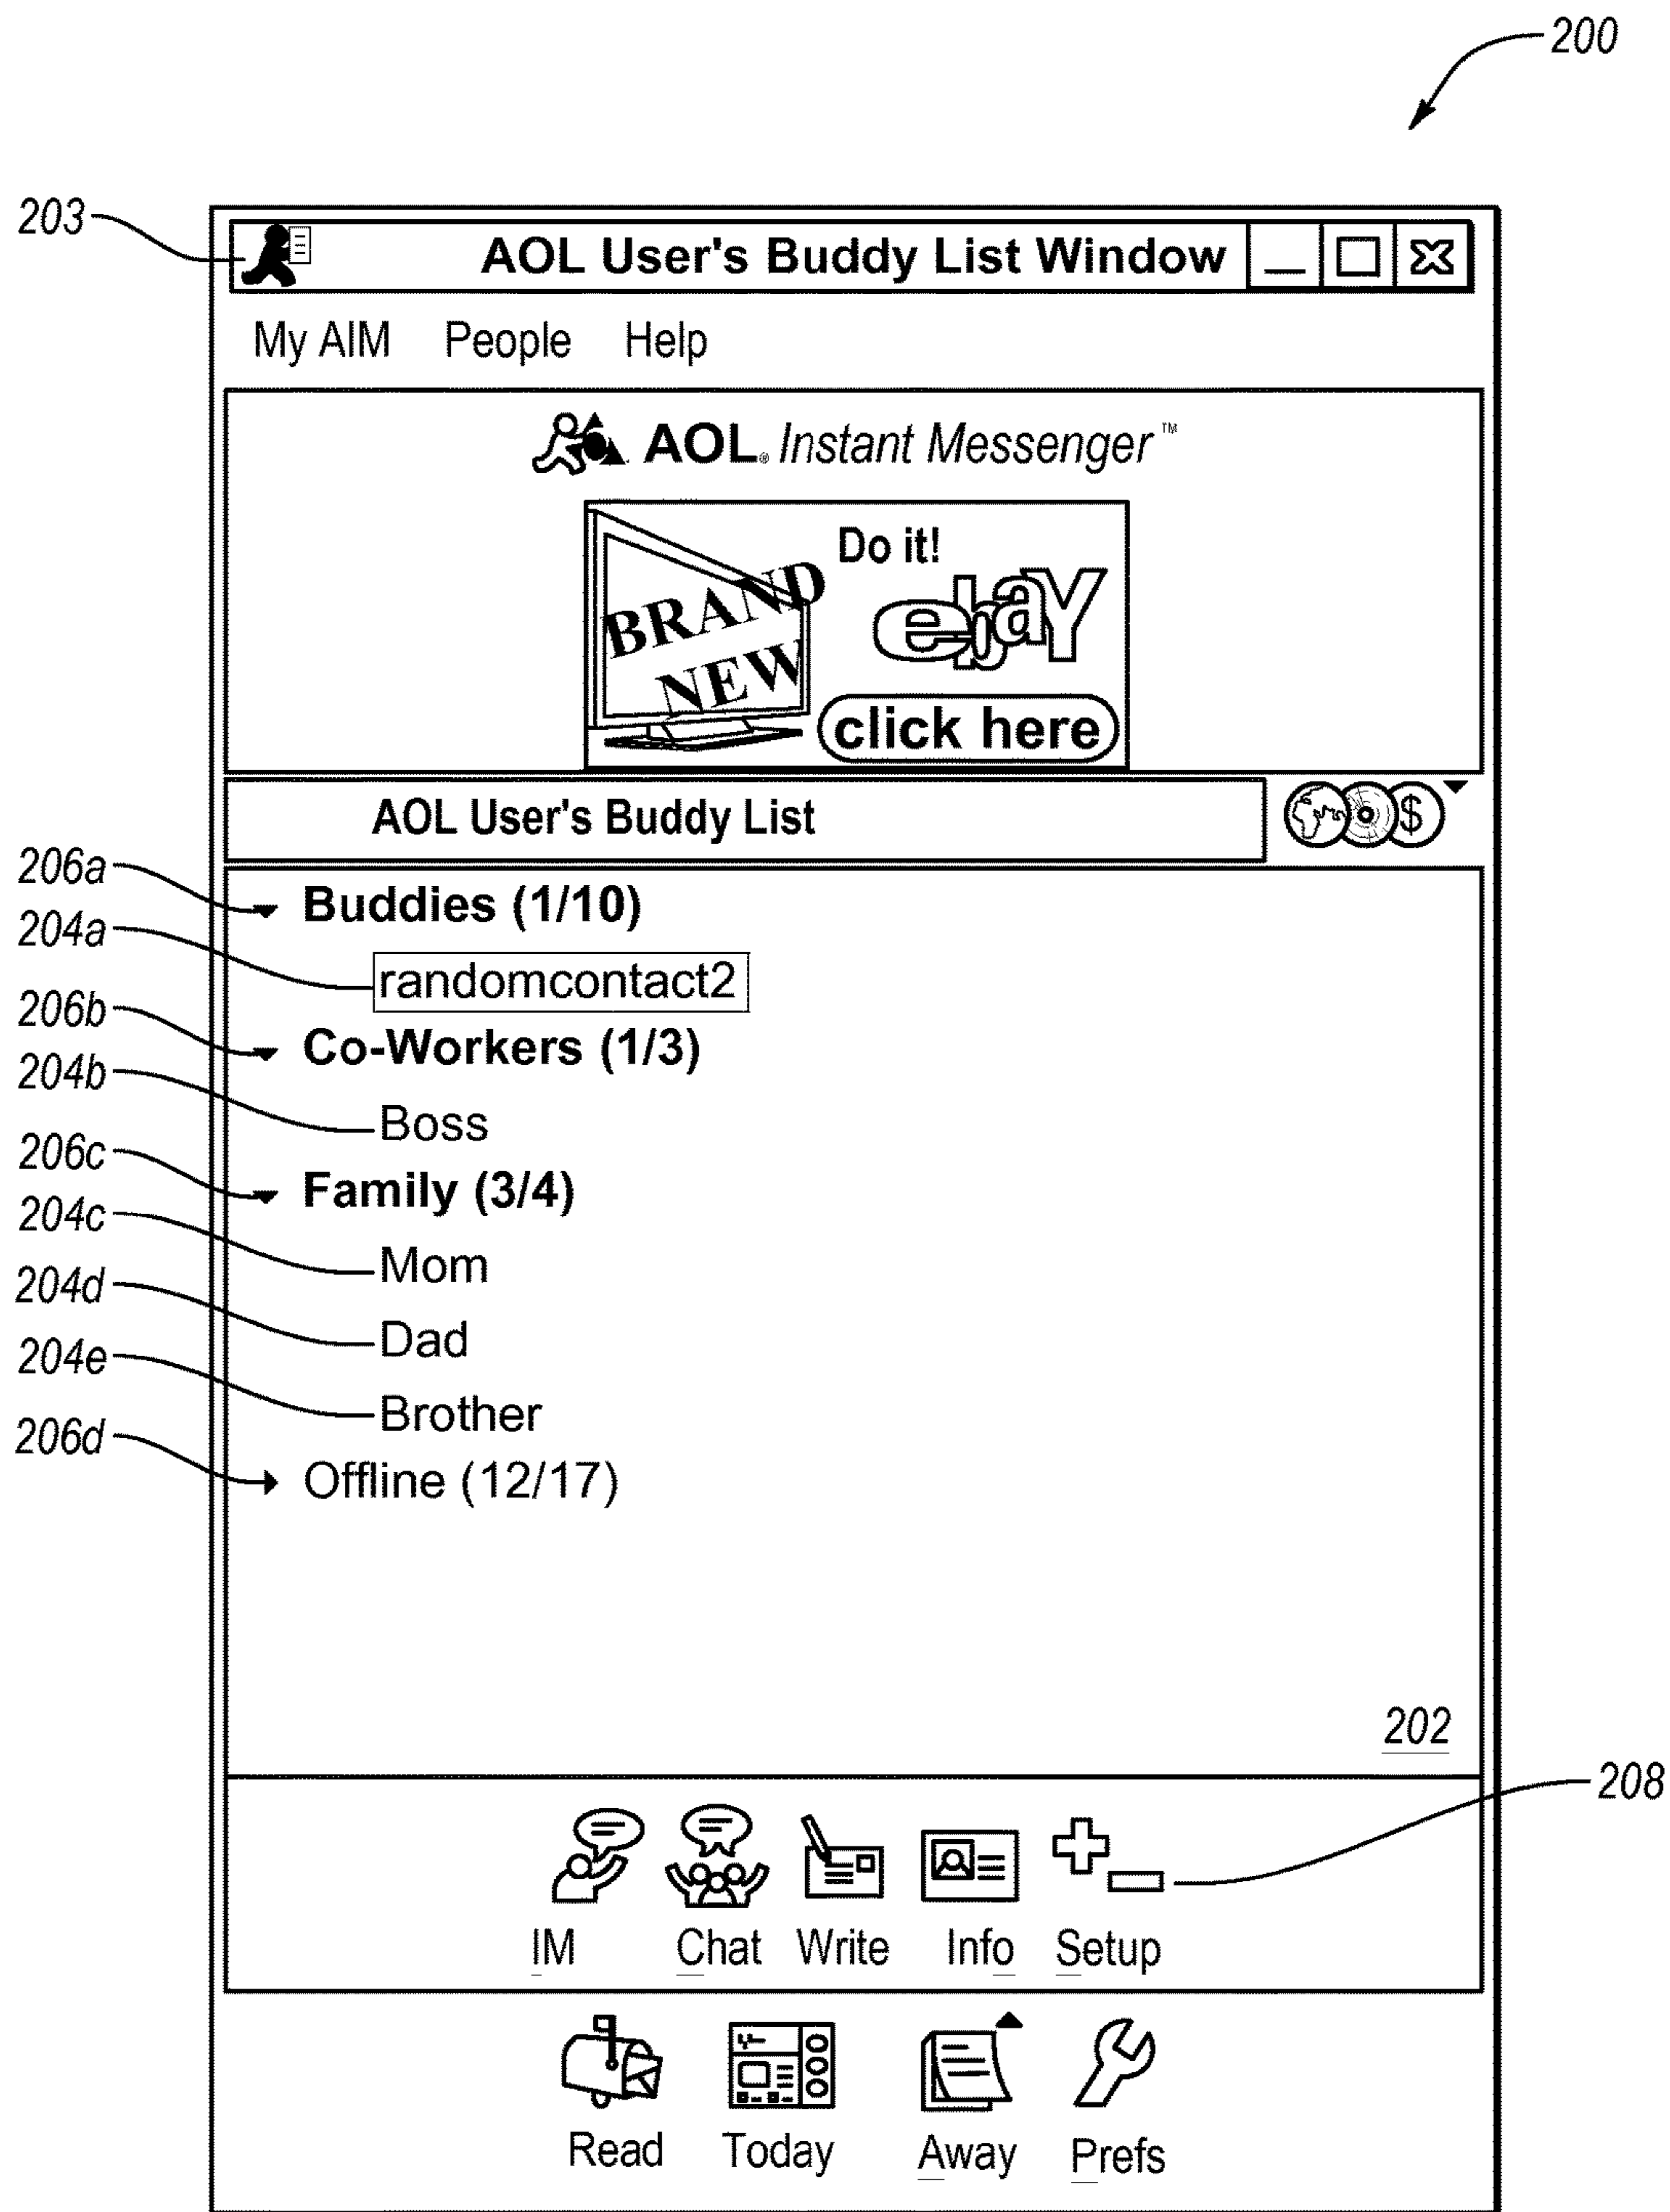 200
203
AOL User's Buddy List Window
My AIM People Help
AOL® Instant Messenger™
Do it!
BRAND
NEW
ebaY
click here
AOL User's Buddy List
$
206a
Buddies (1/10)
204a
randomcontact2
206b
Co-Workers (1/3)
204b
Boss
206c
Family (3/4)
204c
Mom
204d
Dad
204e
Brother
206d
Offline (12/17)
202
208
IM Chat Write Info Setup
Read Today Away Prefs